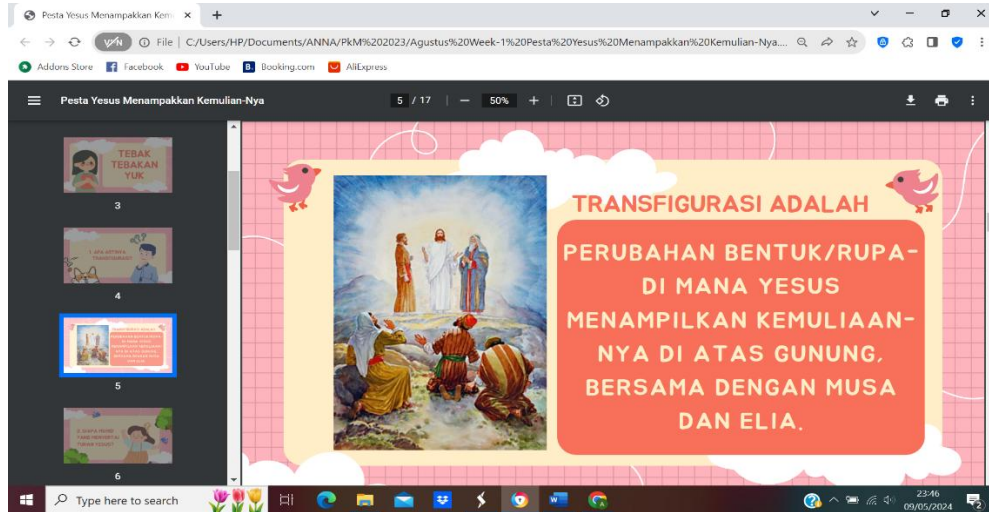 Pesta Yesus Menampakkan Kem
VPN
File | C:/Users/HP/Documents/ANNA/PkM%202023/Agustus%20Week-1%20Pesta%20Yesus%20Menampakkan%20Kemulian-Nya....
Addons Store Facebook YouTube Booking.com AliExpress
Pesta Yesus Menampakkan Kemulian-Nya 5 / 17 | 50%
TEBAK
TEBAKAN
YUK
3
4
5
6
TRANSFIGURASI ADALAH
PERUBAHAN BENTUK/RUPA-
DI MANA YESUS
MENAMPILKAN KEMULIAAN-
NYA DI ATAS GUNUNG,
BERSAMA DENGAN MUSA
DAN ELIA.
Type here to search
23:46
09/05/2024
2